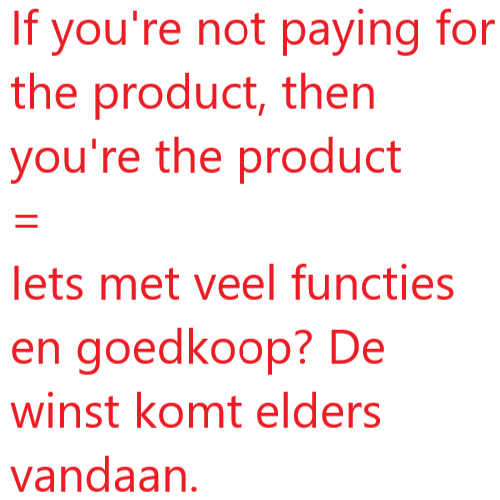 If you're not paying for
the product, then
you're the product
=
Iets met veel functies
en goedkoop? De
winst komt elders
vandaan.